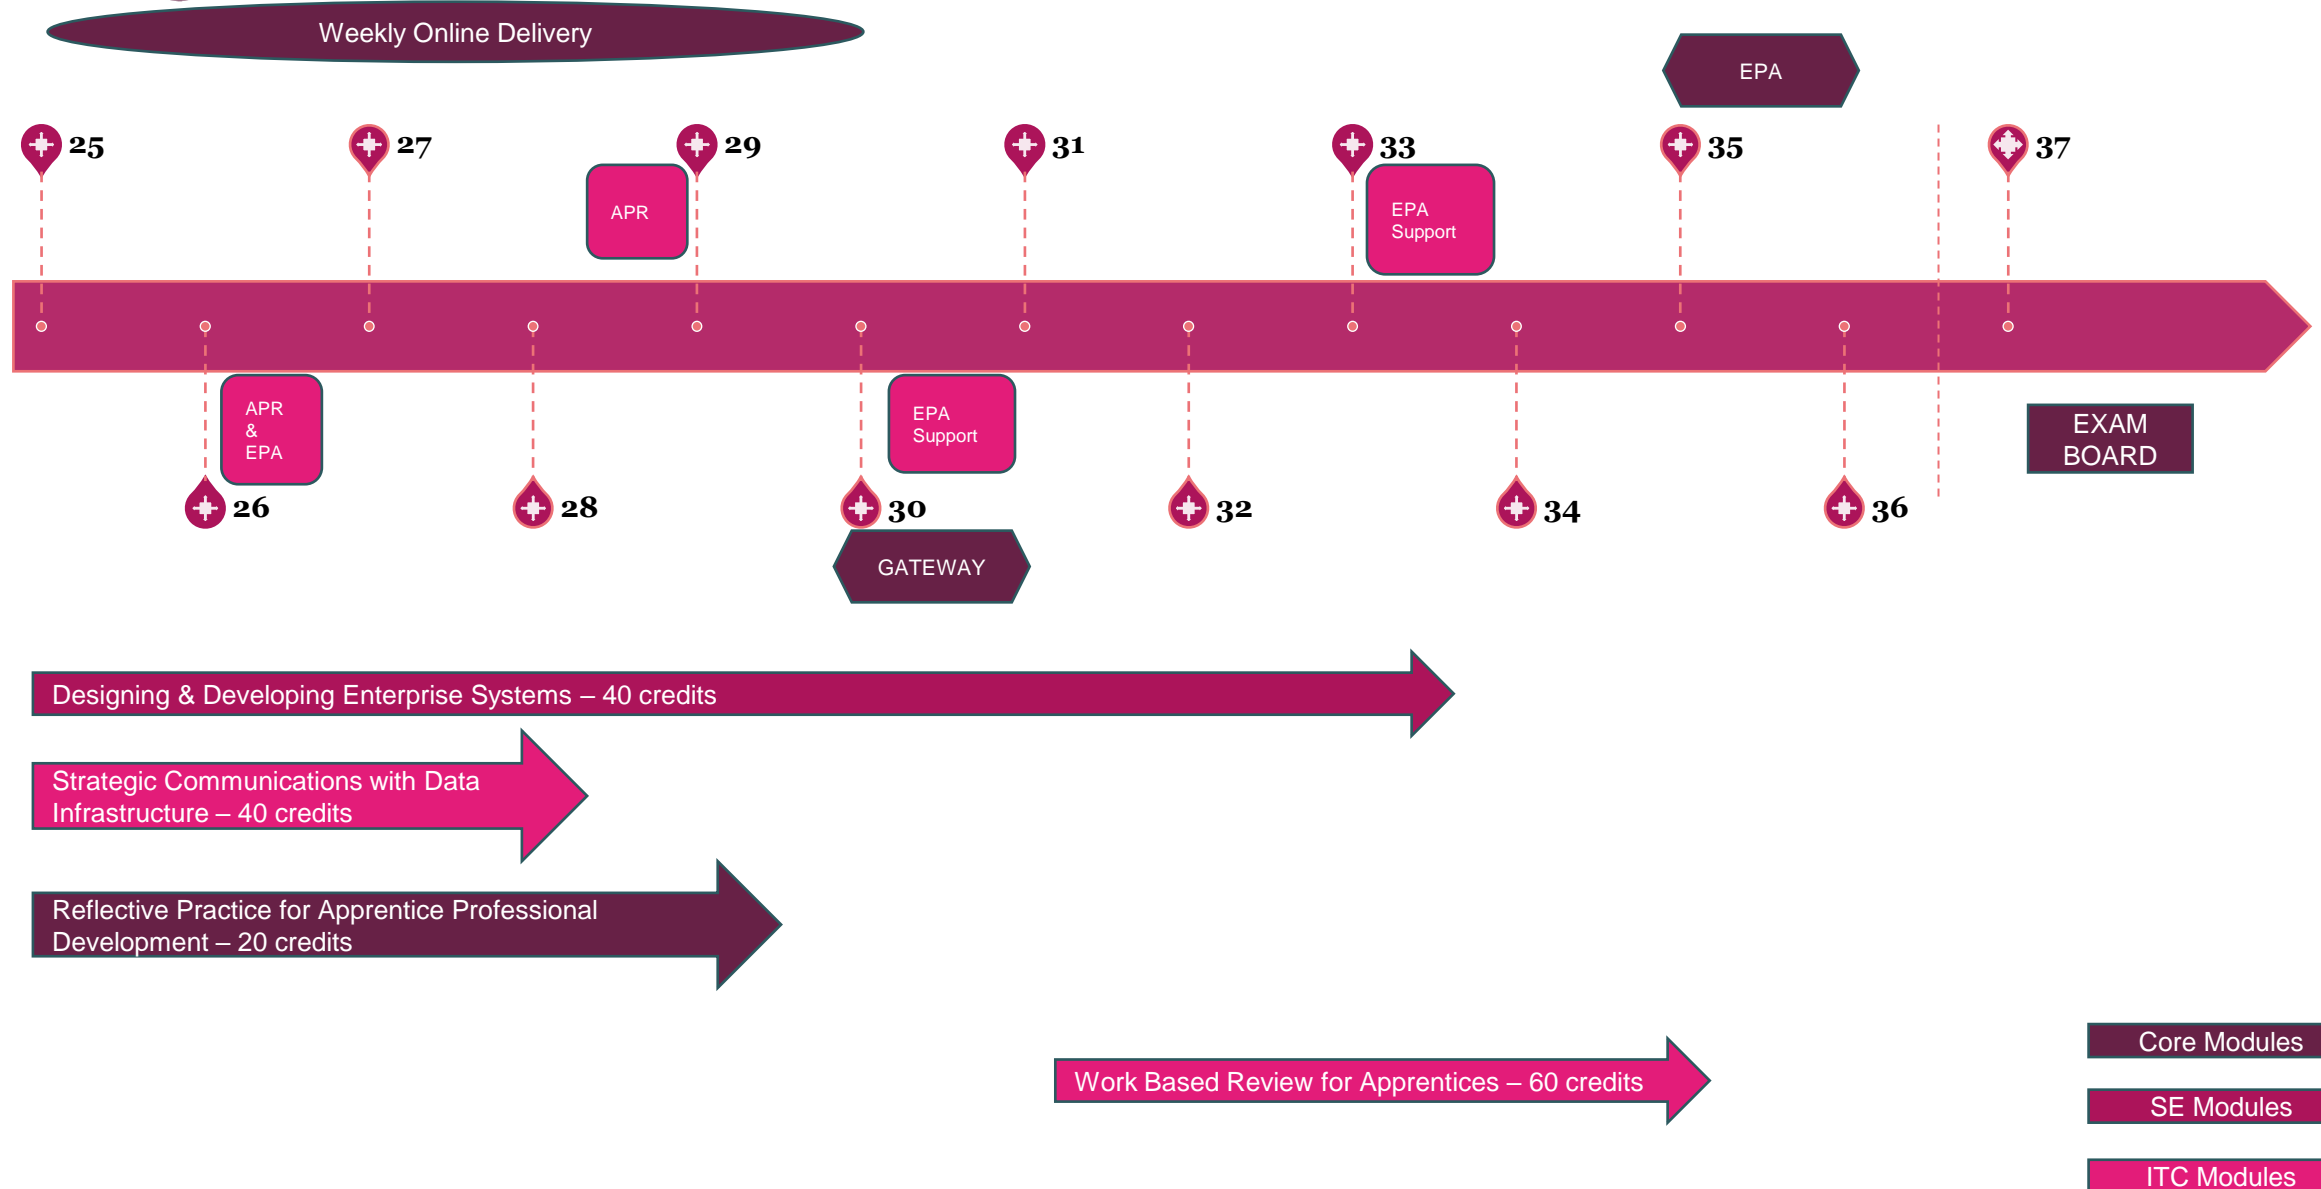 Weekly Online Delivery
EPA
25
27
29
31
33
35
37
APR
EPA
Support
APR
&
EPA
EPA
Support
EXAM
BOARD
26
28
30
32
34
36
GATEWAY
Designing & Developing Enterprise Systems – 40 credits
Strategic Communications with Data
Infrastructure – 40 credits
Reflective Practice for Apprentice Professional
Development – 20 credits
Work Based Review for Apprentices – 60 credits
Core Modules
SE Modules
ITC Modules